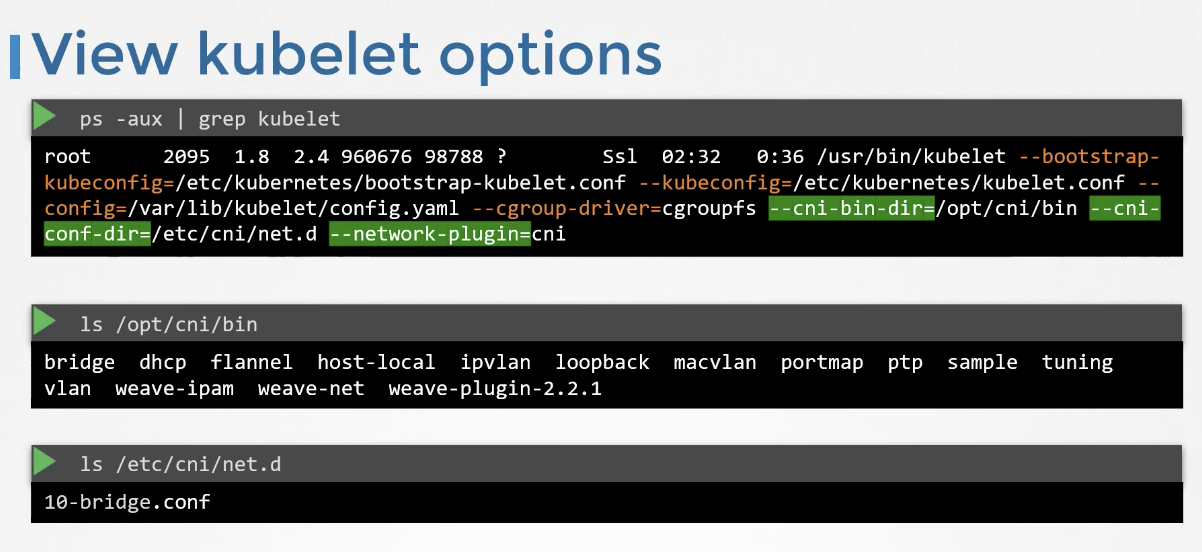 View kubelet options
ps -aux | grep kubelet
root      2095  1.8  2.4 960676 98788 ?        Ssl  02:32   0:36 /usr/bin/kubelet --bootstrap-
kubeconfig=/etc/kubernetes/bootstrap-kubelet.conf --kubeconfig=/etc/kubernetes/kubelet.conf --
config=/var/lib/kubelet/config.yaml --cgroup-driver=cgroupfs --cni-bin-dir=/opt/cni/bin --cni-
conf-dir=/etc/cni/net.d --network-plugin=cni
ls /opt/cni/bin
bridge  dhcp  flannel  host-local  ipvlan  loopback  macvlan  portmap  ptp  sample  tuning
vlan  weave-ipam  weave-net  weave-plugin-2.2.1
ls /etc/cni/net.d
10-bridge.conf